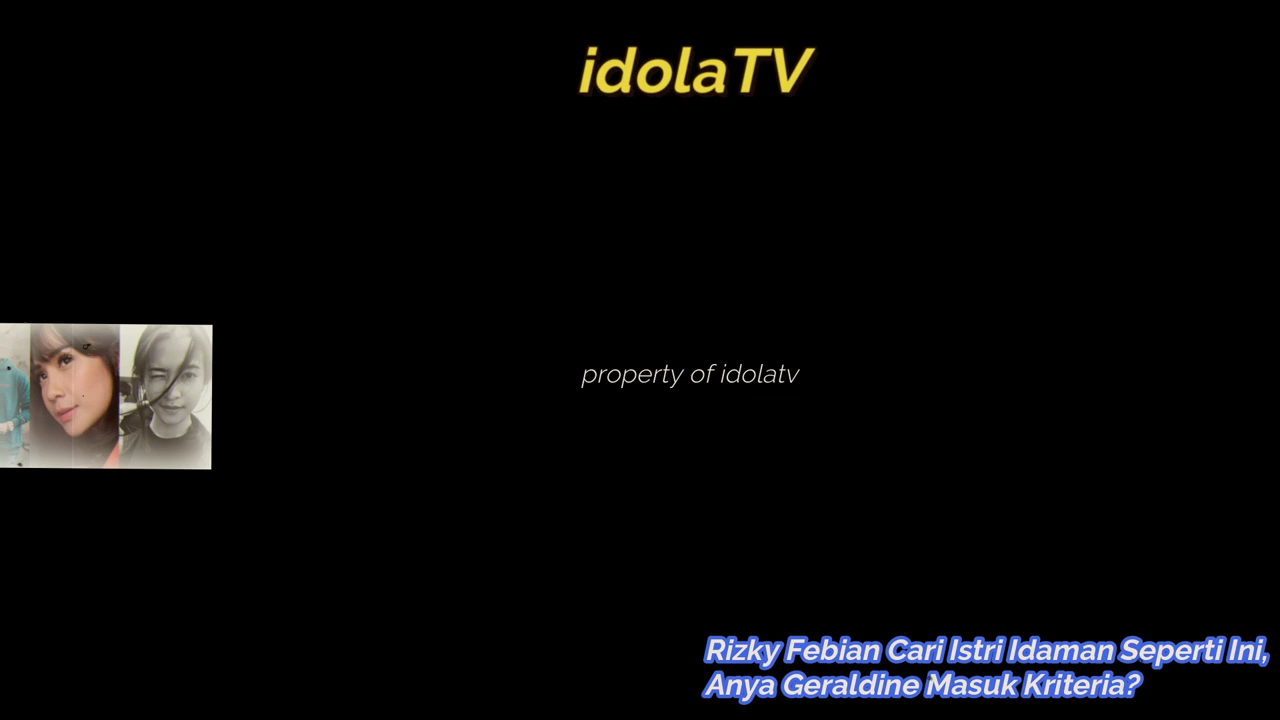 idolaTV
property of idolatv
Rizky Febian Cari Istri Idaman Seperti Ini,
Anya Geraldine Masuk Kriteria?